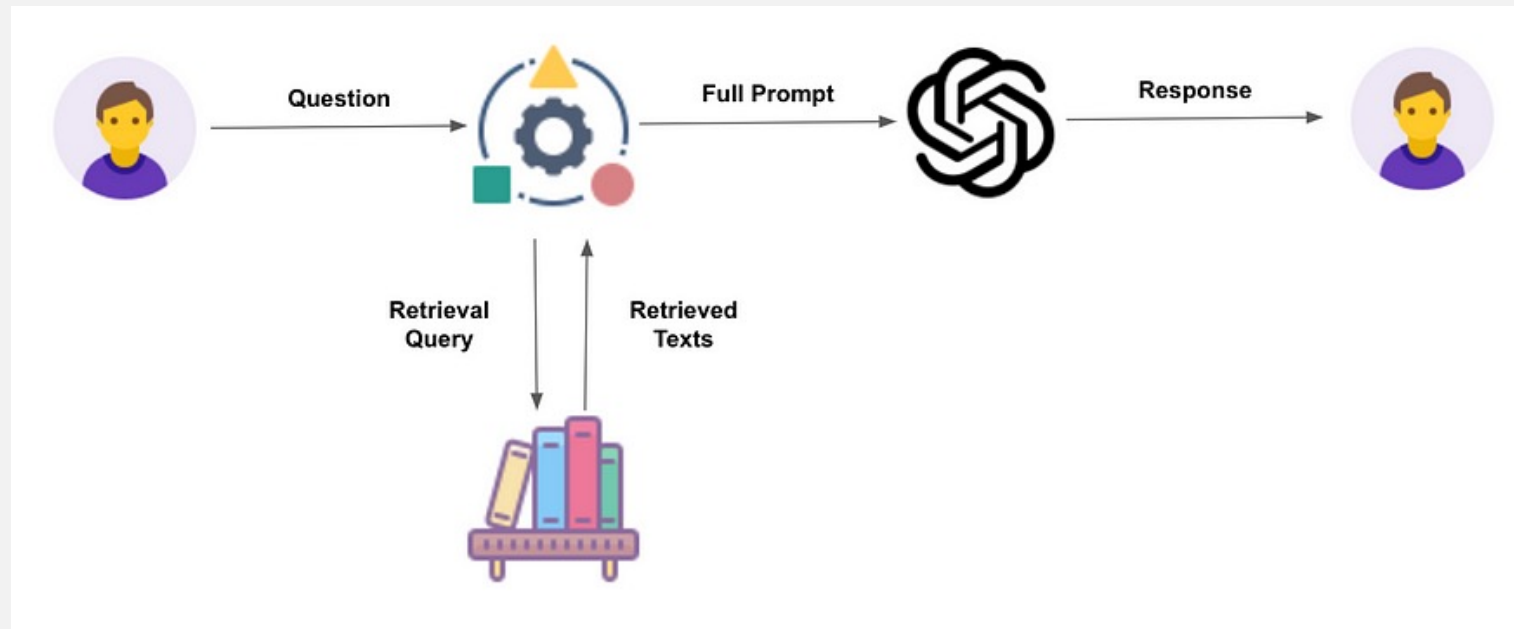 Question
Full Prompt
Response
Retrieval
Query
Retrieved
Texts